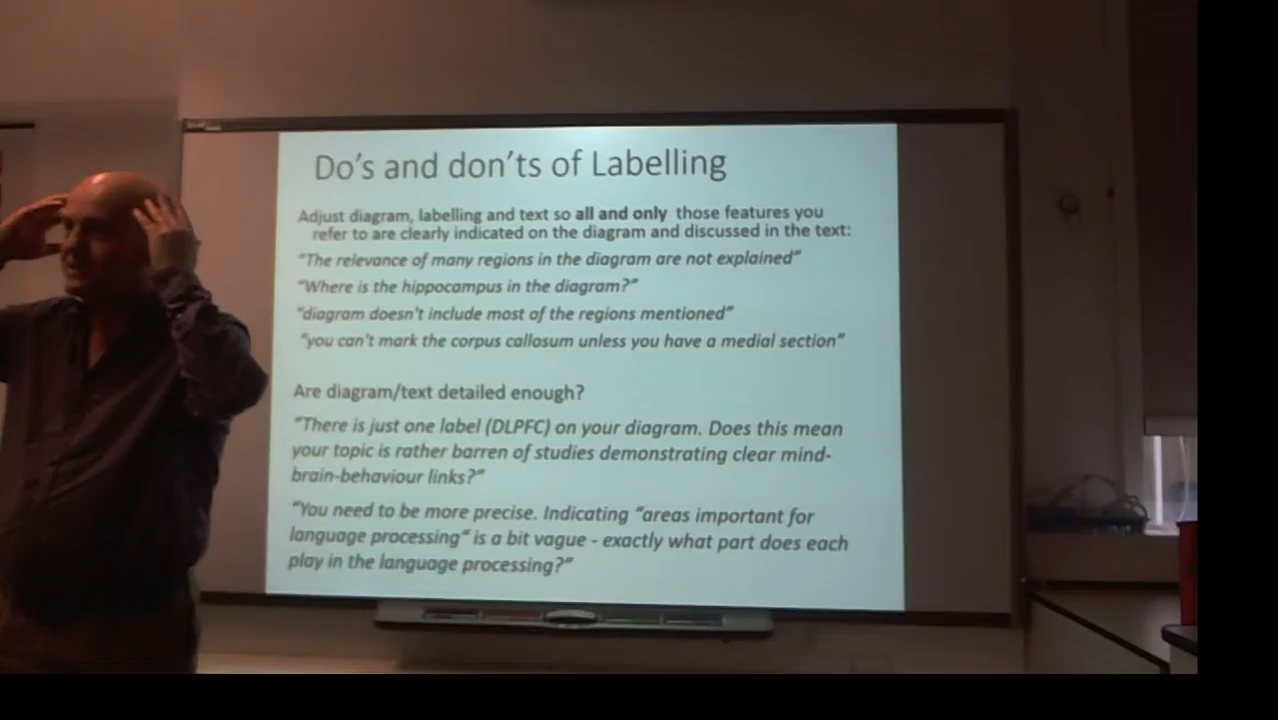 Do's and don'ts of Labelling
Adjust diagram, labelling and text so all and only those features you
refer to are clearly indicated on the diagram and discussed in the text:
"The relevance of many regions in the diagram are not explained"
"Where is the hippocampus in the diagram?"
"diagram doesn't include most of the regions mentioned"
"you can't mark the corpus callosum unless you have a medial section"
Are diagram/text detailed enough?
"There is just one label (DLPFC) on your diagram. Does this mean
your topic is rather barren of studies demonstrating clear mind-
brain-behaviour links?"
"You need to be more precise. Indicating "areas important for
language processing" is a bit vague - exactly what part does each
play in the language processing?"